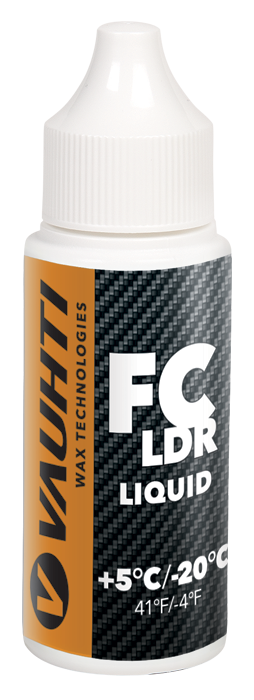 VAUHTI
WAX TECHNOLOGIES
FC
LDR
LIQUID
+5°C/-20°C
41°F/-4°F